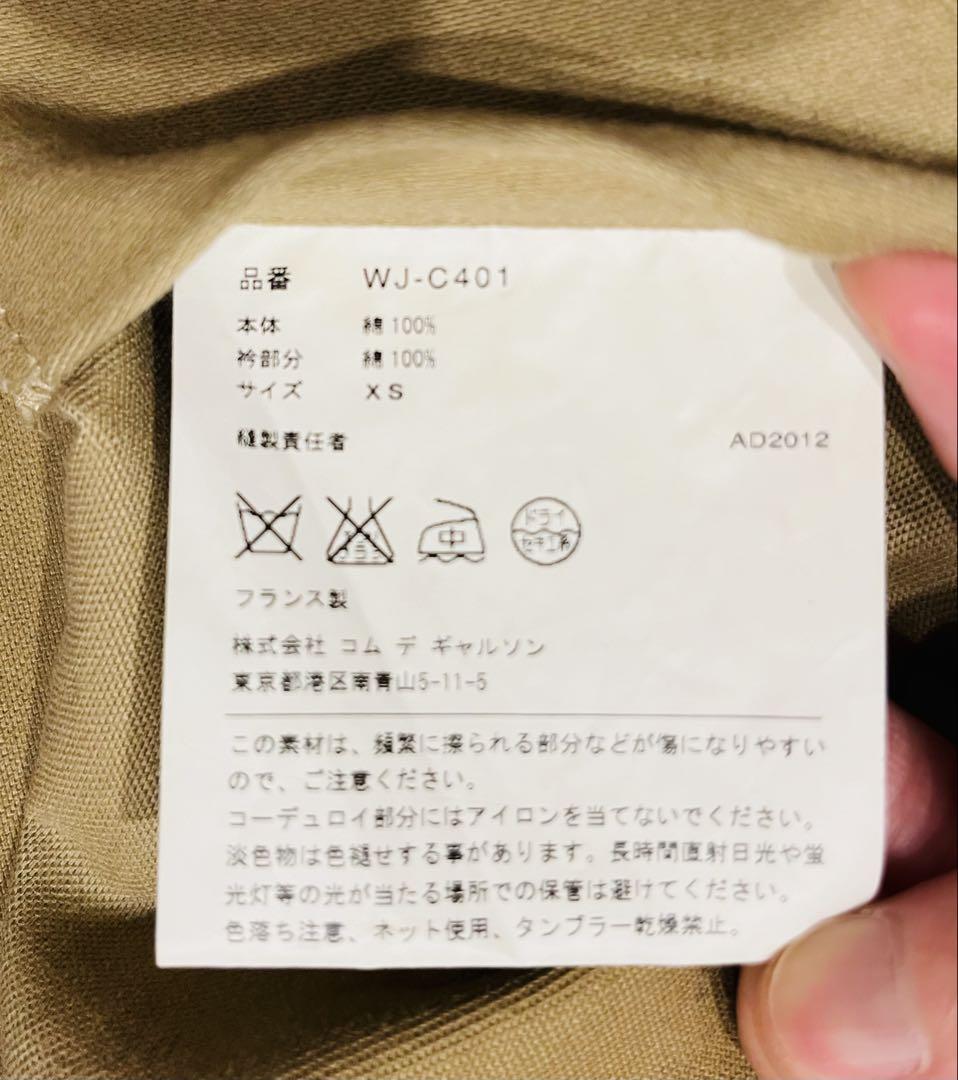 品番 WJ-C401
本体 綿 100%
衿部分 綿 100%
サイズ XS
縫製責任者 AD2012
中 ドライ セキユ系
フランス製
株式会社 コム デ ギャルソン
東京都港区南青山5-11-5
この素材は、頻繁に擦られる部分などが傷になりやすい
ので、ご注意ください。
コーデュロイ部分にはアイロンを当てないでください。
淡色物は色褪せする事があります。長時間直射日光や蛍
光灯等の光が当たる場所での保管は避けてください。
色落ち注意、ネット使用、タンブラー乾燥禁止。